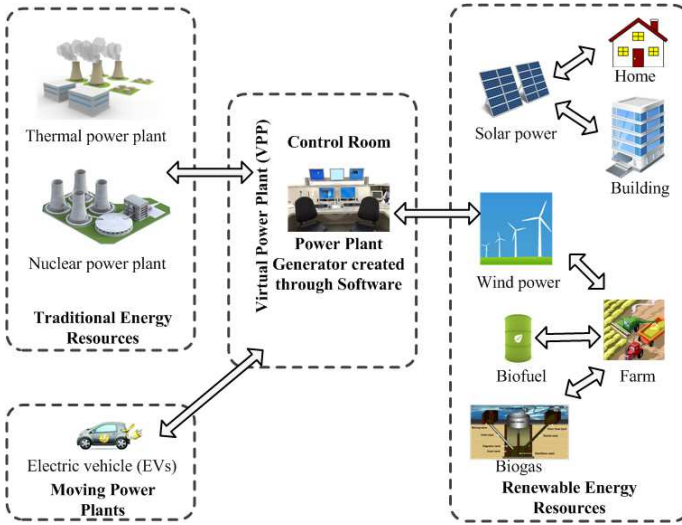 Thermal power plant
Nuclear power plant
Traditional Energy
Resources
Electric vehicle (EVs)
Moving Power
Plants
Virtual Power Plant (VPP)
Control Room
Power Plant
Generator created
through Software
Solar power
Home
Building
Wind power
Biofuel
Farm
Biogas
Renewable Energy
Resources